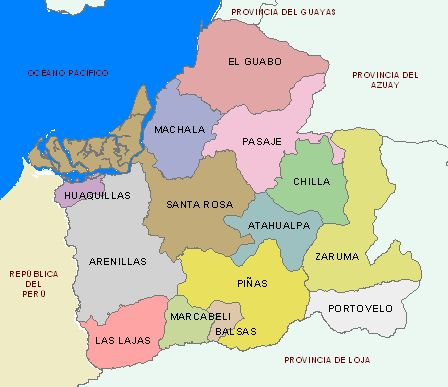 PROVINCIA DEL GUAYAS
EL GUABO
OCÉANO PACÍFICO
PROVINCIA DEL
AZUAY
MACHALA
PASAJE
CHILLA
HUAQUILLAS
SANTA ROSA
ATAHUALPA
ARENILLAS
ZARUMA
REPÚBLICA
DEL
PERÚ
PIÑAS
PORTOVELO
MARCABELI
BALSAS
LAS LAJAS
PROVINCIA DE LOJA